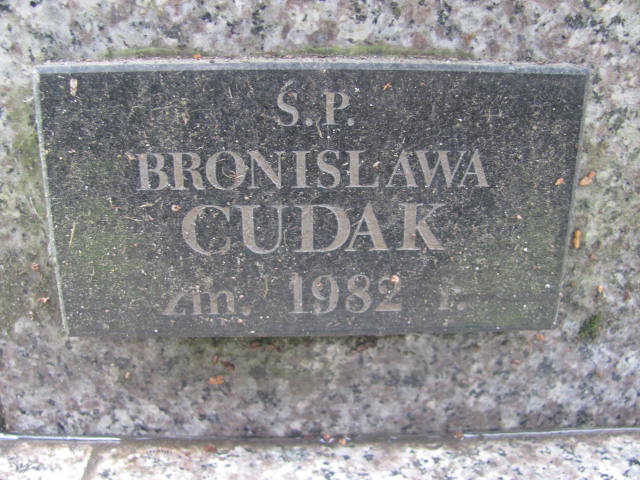 Ś.P.
BRONISŁAWA
CUDAK
zm. 1982 r.